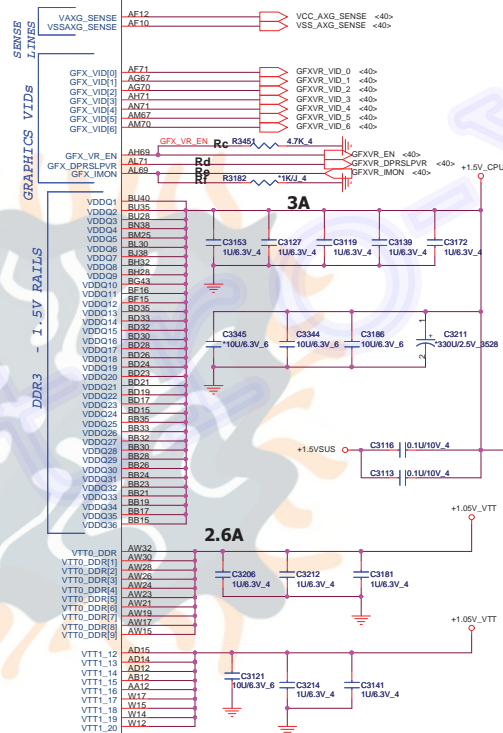 SENSE
LINES
VAXG_SENSE AF12 VCC_AXG_SENSE <40>
VSSAXG_SENSE AF10 VSS_AXG_SENSE <40>
GRAPHICS VIDs
GFX_VID[0] AF71 GFXVR_VID_0 <40>
GFX_VID[1] AG67 GFXVR_VID_1 <40>
GFX_VID[2] AG70 GFXVR_VID_2 <40>
GFX_VID[3] AH71 GFXVR_VID_3 <40>
GFX_VID[4] AN71 GFXVR_VID_4 <40>
GFX_VID[5] AM67 GFXVR_VID_5 <40>
GFX_VID[6] AM70 GFXVR_VID_6 <40>
GFX_VR_EN Rc R3451 4.7K_4
GFX_VR_EN AH69 GFXVR_EN <40>
GFX_DPRSLPVR AL71 Rd GFXVR_DPRSLPVR <40>
GFX_IMON AL69 Re GFXVR_IMON <40>
Rf R3182 *1K/J_4
+1.5V_CPU
DDR3 - 1.5V RAILS
3A
VDDQ1 BU40
VDDQ2 BU35
VDDQ3 BU28
VDDQ4 BN38
VDDQ5 BM25
VDDQ6 BL30
VDDQ7 BJ38
VDDQ8 BH32
VDDQ9 BH28
VDDQ10 BG43
VDDQ11 BF16
VDDQ12 BF15
VDDQ13 BD35
VDDQ14 BD33
VDDQ15 BD32
VDDQ16 BD30
VDDQ17 BD28
VDDQ18 BD26
VDDQ19 BD24
VDDQ20 BD23
VDDQ21 BD21
VDDQ22 BD19
VDDQ23 BD17
VDDQ24 BD15
VDDQ25 BB35
VDDQ26 BB33
VDDQ27 BB32
VDDQ28 BB30
VDDQ29 BB28
VDDQ30 BB26
VDDQ31 BB24
VDDQ32 BB23
VDDQ33 BB21
VDDQ34 BB19
VDDQ35 BB17
VDDQ36 BB15
C3153 C3127 C3119 C3139 C3172
1U/6.3V_4 1U/6.3V_4 1U/6.3V_4 1U/6.3V_4 1U/6.3V_4
1
C3345 C3344 C3186 + C3211
*10U/6.3V_6 10U/6.3V_6 10U/6.3V_6 *330U/2.5V_3528
2
+1.5VSUS
C3116 0.1U/10V_4
C3113 0.1U/10V_4
+1.05V_VTT
2.6A
VTT0_DDR AW32
VTT0_DDR[1] AW30
VTT0_DDR[2] AW28
VTT0_DDR[3] AW26
VTT0_DDR[4] AW24
VTT0_DDR[5] AW23
VTT0_DDR[6] AW21
VTT0_DDR[7] AW19
VTT0_DDR[8] AW17
VTT0_DDR[9] AW15
C3206 C3212 C3181
1U/6.3V_4 1U/6.3V_4 1U/6.3V_4
+1.05V_VTT
VTT1_12 AD15
VTT1_13 AD14
VTT1_14 AD12
VTT1_15 AB12
VTT1_16 AA12
VTT1_17 W17
VTT1_18 W15
VTT1_19 W14
VTT1_20 W12
C3121 C3214 C3141
10U/6.3V_6 1U/6.3V_4 1U/6.3V_4